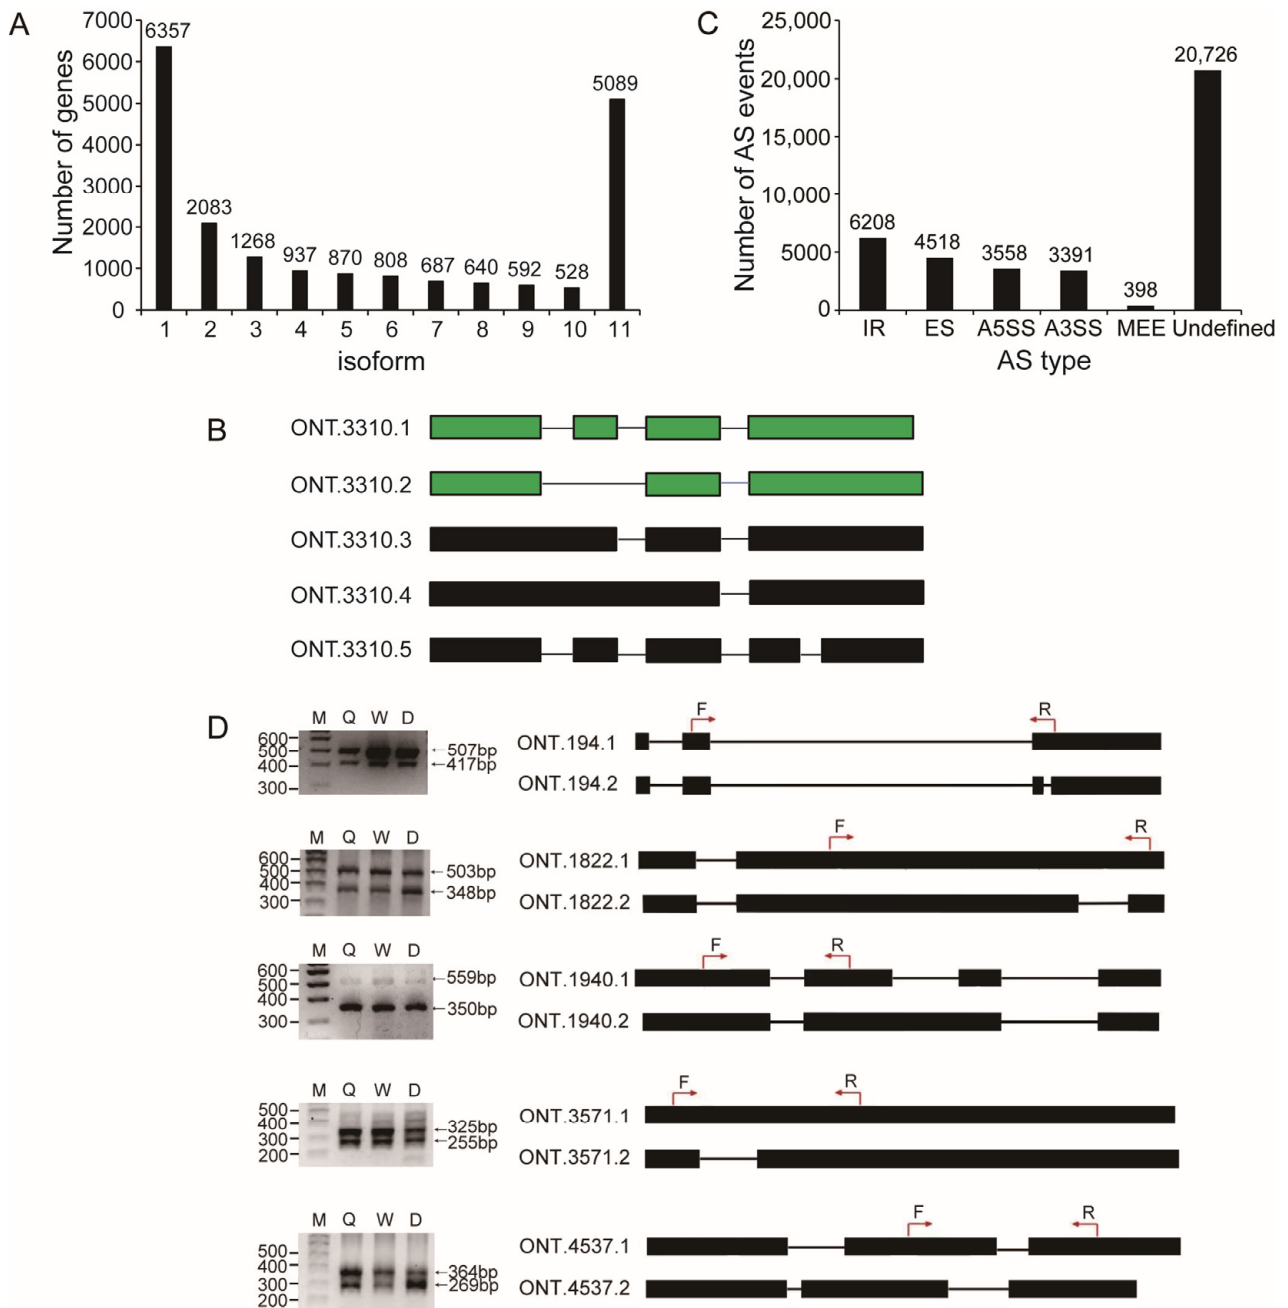 A
Number of genes
7000
6000
5000
4000
3000
2000
1000
0
6357
2083
1268
937
870
808
687
640
592
528
5089
1 2 3 4 5 6 7 8 9 10 11
isoform
C
Number of AS events
25,000
20,000
15,000
10,000
5000
0
6208
4518
3558
3391
398
20,726
IR ES A5SS A3SS MEE Undefined
AS type
B
ONT.3310.1
ONT.3310.2
ONT.3310.3
ONT.3310.4
ONT.3310.5
D
M Q W D
600
500
400
300
507bp
417bp
F R
ONT.194.1
ONT.194.2
M Q W D
600
500
400
300
503bp
348bp
F R
ONT.1822.1
ONT.1822.2
M Q W D
600
500
400
300
559bp
350bp
F R
ONT.1940.1
ONT.1940.2
M Q W D
500
400
300
200
325bp
255bp
F R
ONT.3571.1
ONT.3571.2
M Q W D
500
400
300
200
364bp
269bp
F R
ONT.4537.1
ONT.4537.2